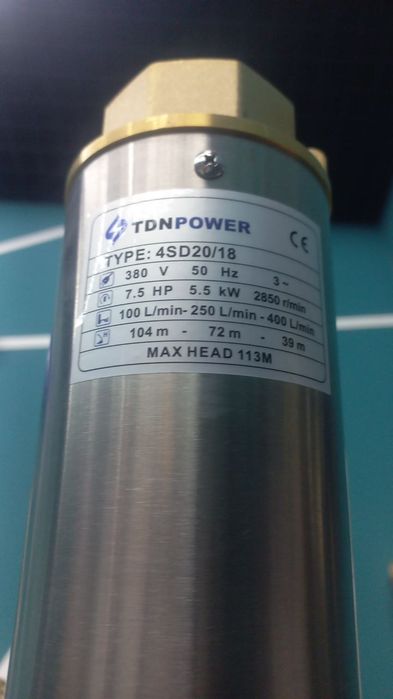 TDNPOWER CE
TYPE: 4SD20/18
380 V 50 Hz 3~
7.5 HP 5.5 kW 2850 r/min
100 L/min- 250 L/min - 400 L/min
104 m - 72 m - 39 m
MAX HEAD 113M